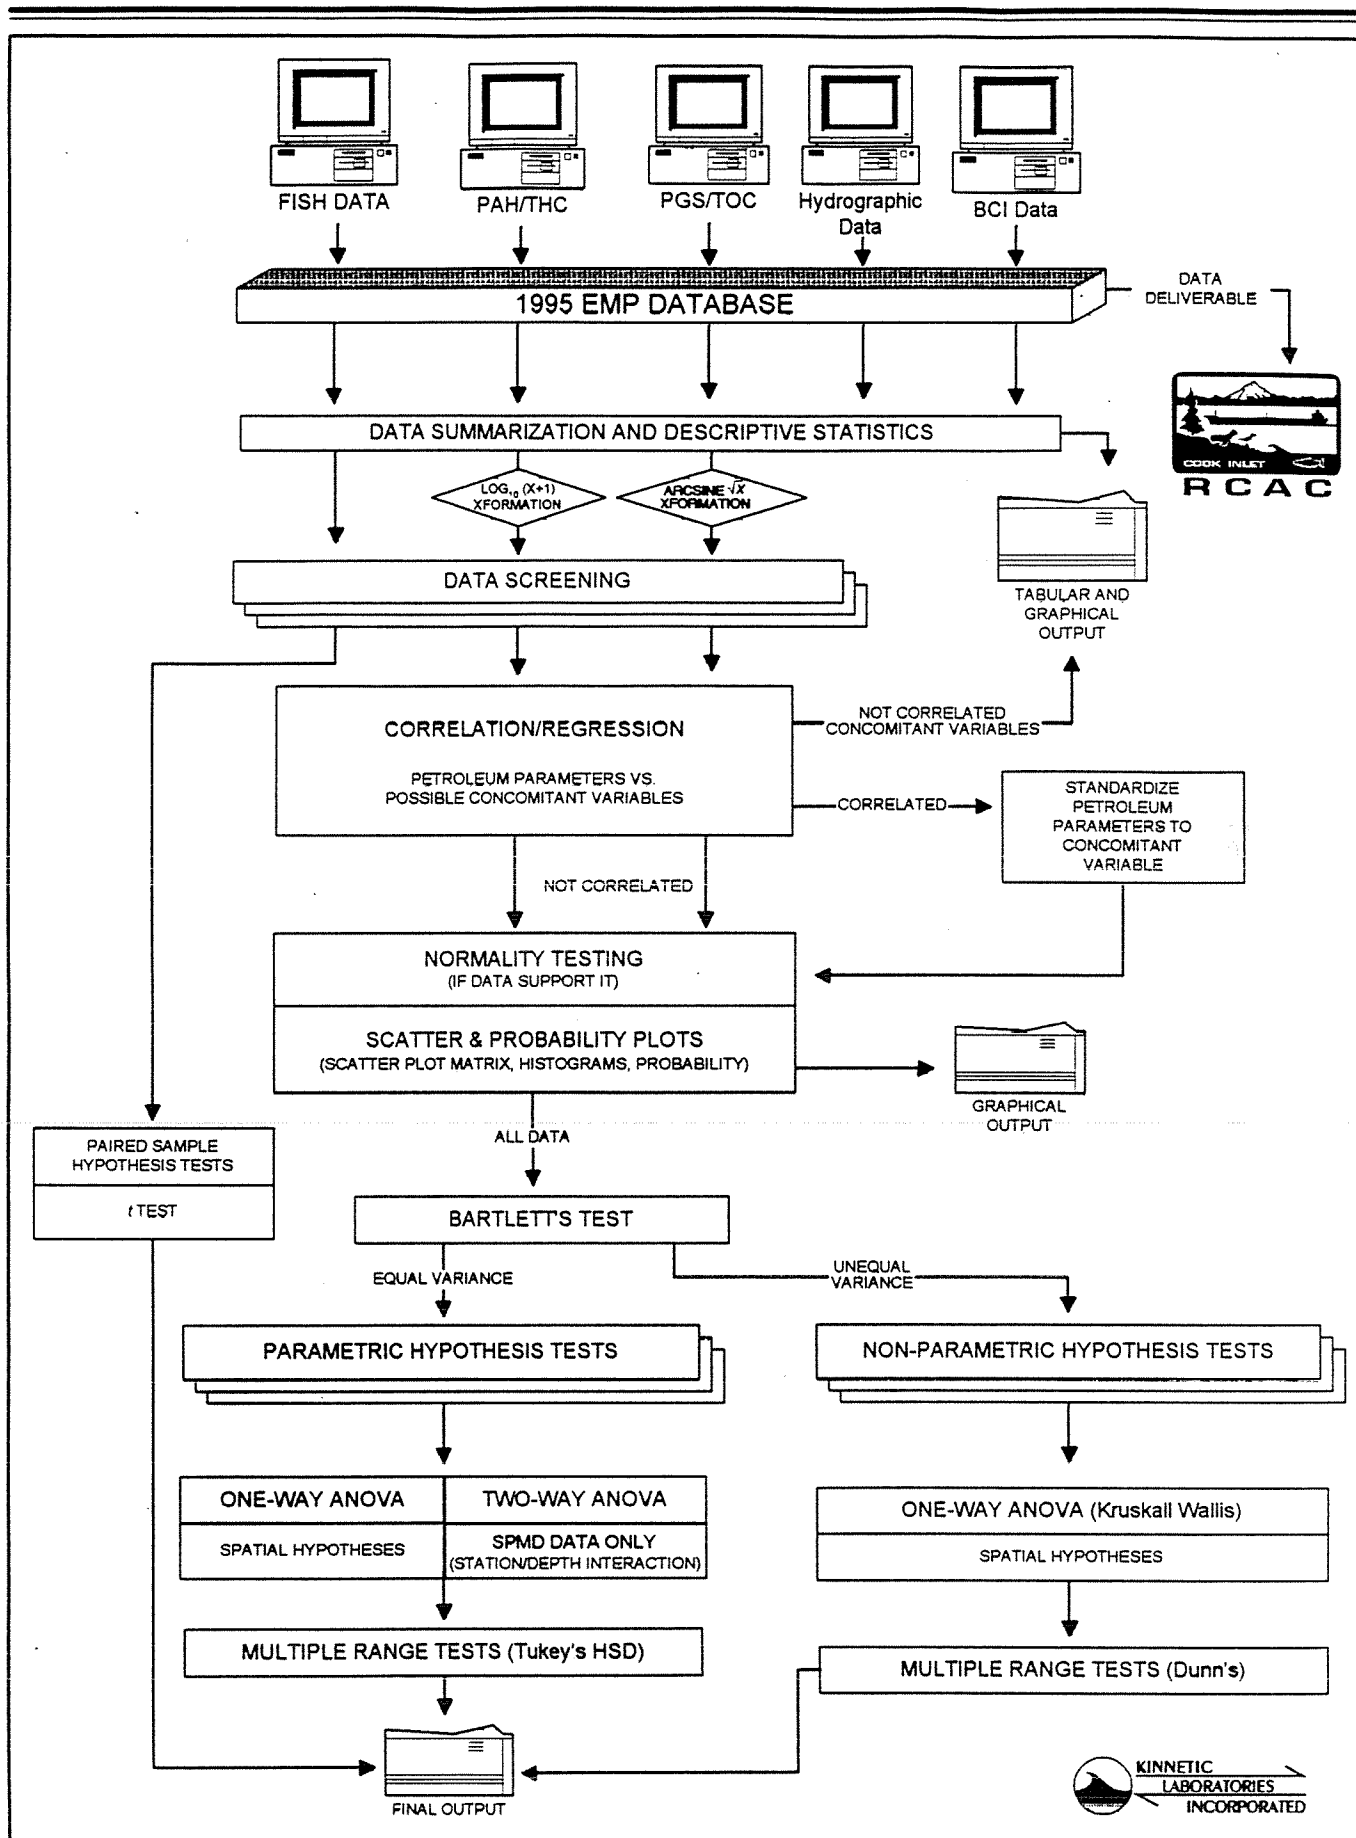 FISH DATA
PAH/THC
PGS/TOC
Hydrographic
Data
BCI Data
1995 EMP DATABASE
DATA
DELIVERABLE
COOK INLET
RCAC
DATA SUMMARIZATION AND DESCRIPTIVE STATISTICS
LOG₁₀ (X+1)
XFORMATION
ARCSINE √X
XFORMATION
DATA SCREENING
TABULAR AND
GRAPHICAL
OUTPUT
CORRELATION/REGRESSION
PETROLEUM PARAMETERS VS.
POSSIBLE CONCOMITANT VARIABLES
NOT CORRELATED
CONCOMITANT VARIABLES
CORRELATED
STANDARDIZE
PETROLEUM
PARAMETERS TO
CONCOMITANT
VARIABLE
NOT CORRELATED
NORMALITY TESTING
(IF DATA SUPPORT IT)
SCATTER & PROBABILITY PLOTS
(SCATTER PLOT MATRIX, HISTOGRAMS, PROBABILITY)
GRAPHICAL
OUTPUT
ALL DATA
PAIRED SAMPLE
HYPOTHESIS TESTS
t TEST
BARTLETT'S TEST
EQUAL VARIANCE
UNEQUAL
VARIANCE
PARAMETRIC HYPOTHESIS TESTS
NON-PARAMETRIC HYPOTHESIS TESTS
ONE-WAY ANOVA
TWO-WAY ANOVA
SPATIAL HYPOTHESES
SPMD DATA ONLY
(STATION/DEPTH INTERACTION)
ONE-WAY ANOVA (Kruskall Wallis)
SPATIAL HYPOTHESES
MULTIPLE RANGE TESTS (Tukey's HSD)
MULTIPLE RANGE TESTS (Dunn's)
FINAL OUTPUT
KINNETIC
LABORATORIES
INCORPORATED